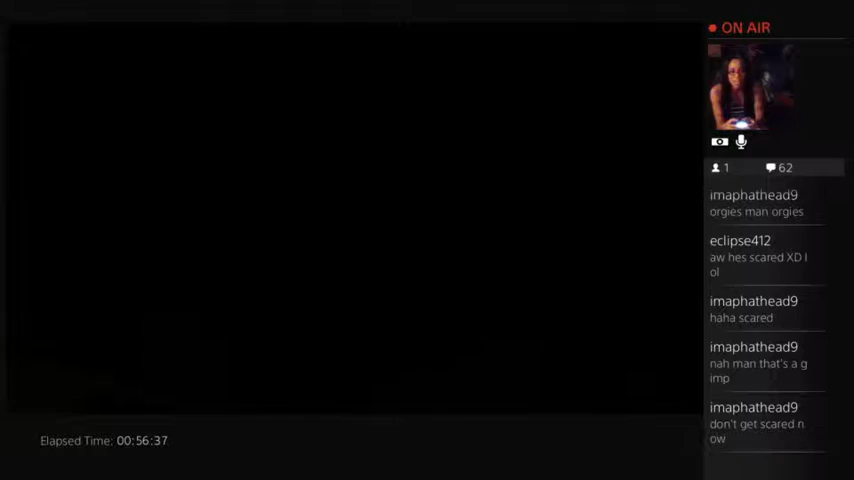 ON AIR
1 62
imaphathead9
orgies man orgies
eclipse412
aw hes scared XD l
ol
imaphathead9
haha scared
imaphathead9
nah man that's a g
imp
imaphathead9
don't get scared n
ow
Elapsed Time: 00:56:37